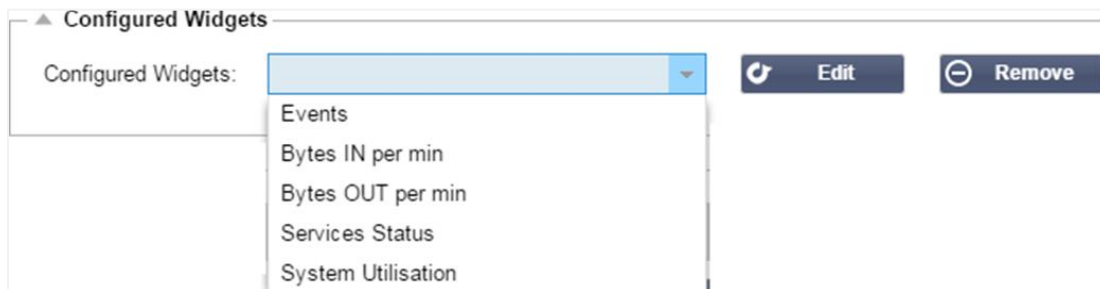 Configured Widgets
Configured Widgets: Edit Remove
Events
Bytes IN per min
Bytes OUT per min
Services Status
System Utilisation